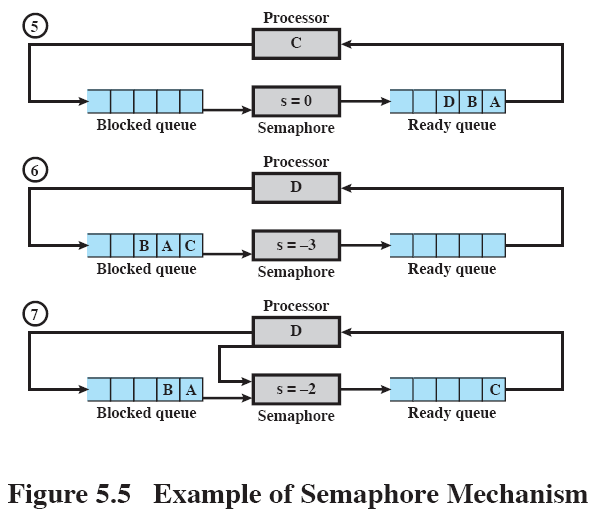 5
Processor
C
s = 0
D B A
Blocked queue
Semaphore
Ready queue
6
Processor
D
B A C
s = –3
Blocked queue
Semaphore
Ready queue
7
Processor
D
B A
s = –2
C
Blocked queue
Semaphore
Ready queue
Figure 5.5 Example of Semaphore Mechanism